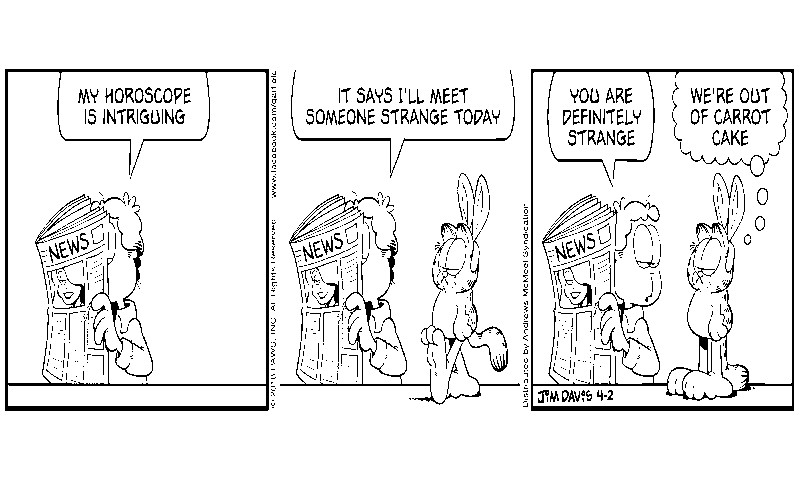 MY HOROSCOPE
IS INTRIGUING
NEWS
IT SAYS I'LL MEET
SOMEONE STRANGE TODAY
NEWS
YOU ARE
DEFINITELY
STRANGE
WE'RE OUT
OF CARROT
CAKE
NEWS
JIM DAVIS 4-2
Distributed by Andrews McMeel Syndication